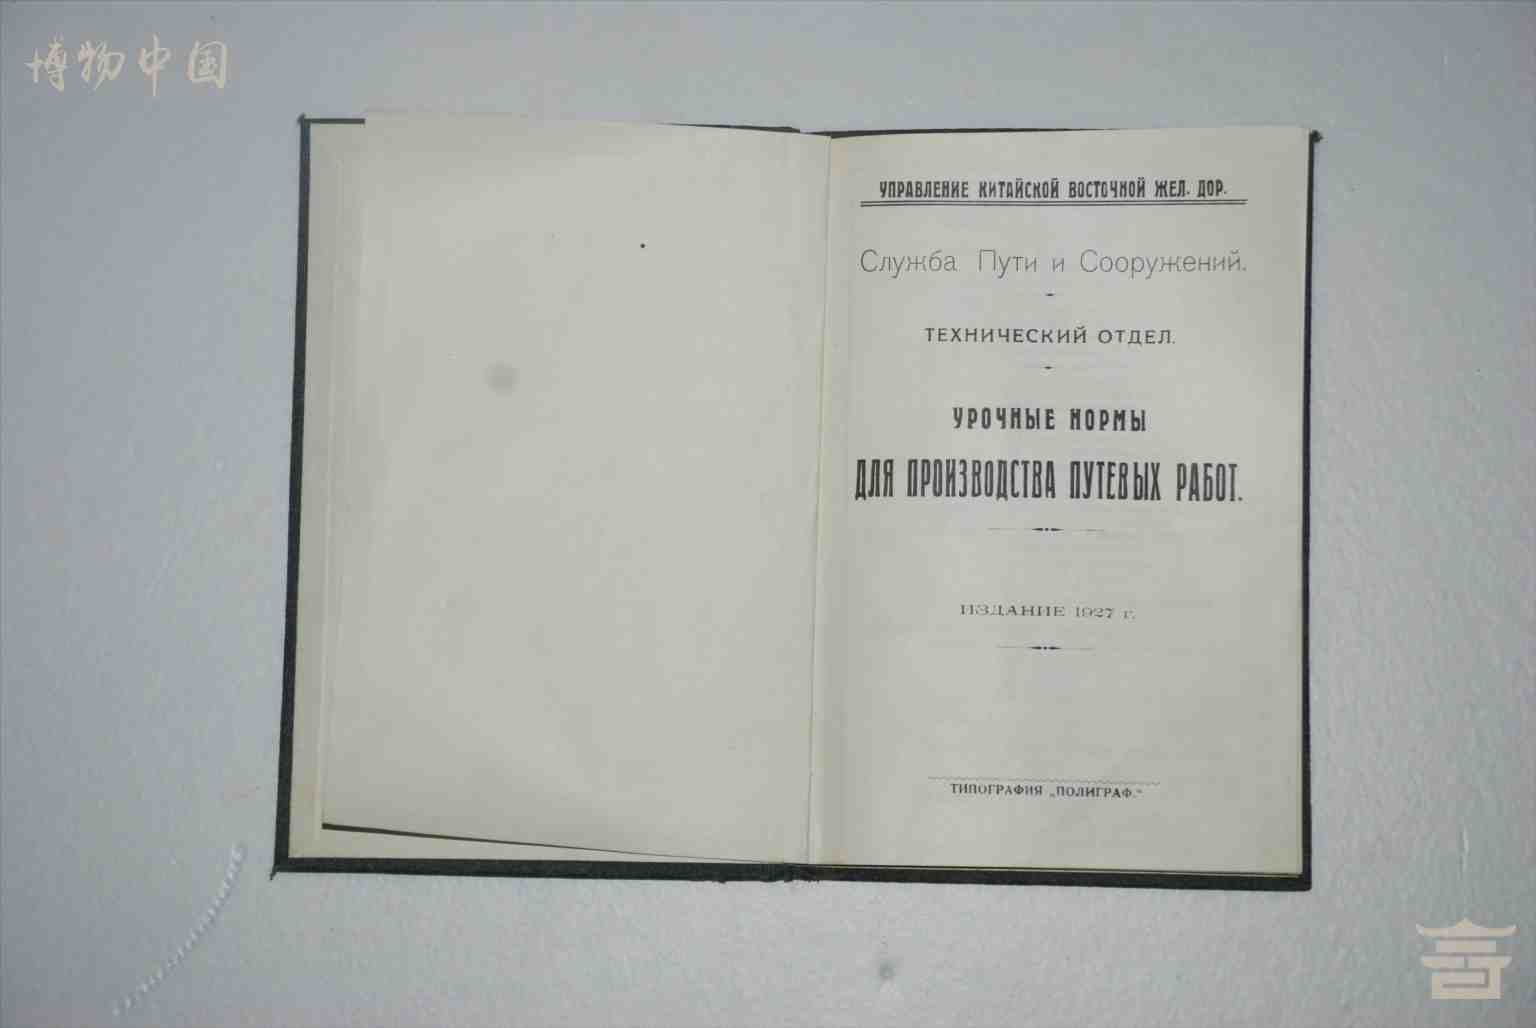 博物中国
УПРАВЛЕНИЕ КИТАЙСКОЙ ВОСТОЧНОЙ ЖЕЛ. ДОР.
Служба Пути и Сооружений.
ТЕХНИЧЕСКИЙ ОТДЕЛ.
УРОЧНЫЕ НОРМЫ
ДЛЯ ПРОИЗВОДСТВА ПУТЕВЫХ РАБОТ.
ИЗДАНИЕ 1927 г.
ТИПОГРАФИЯ „ПОЛИГРАФ.“